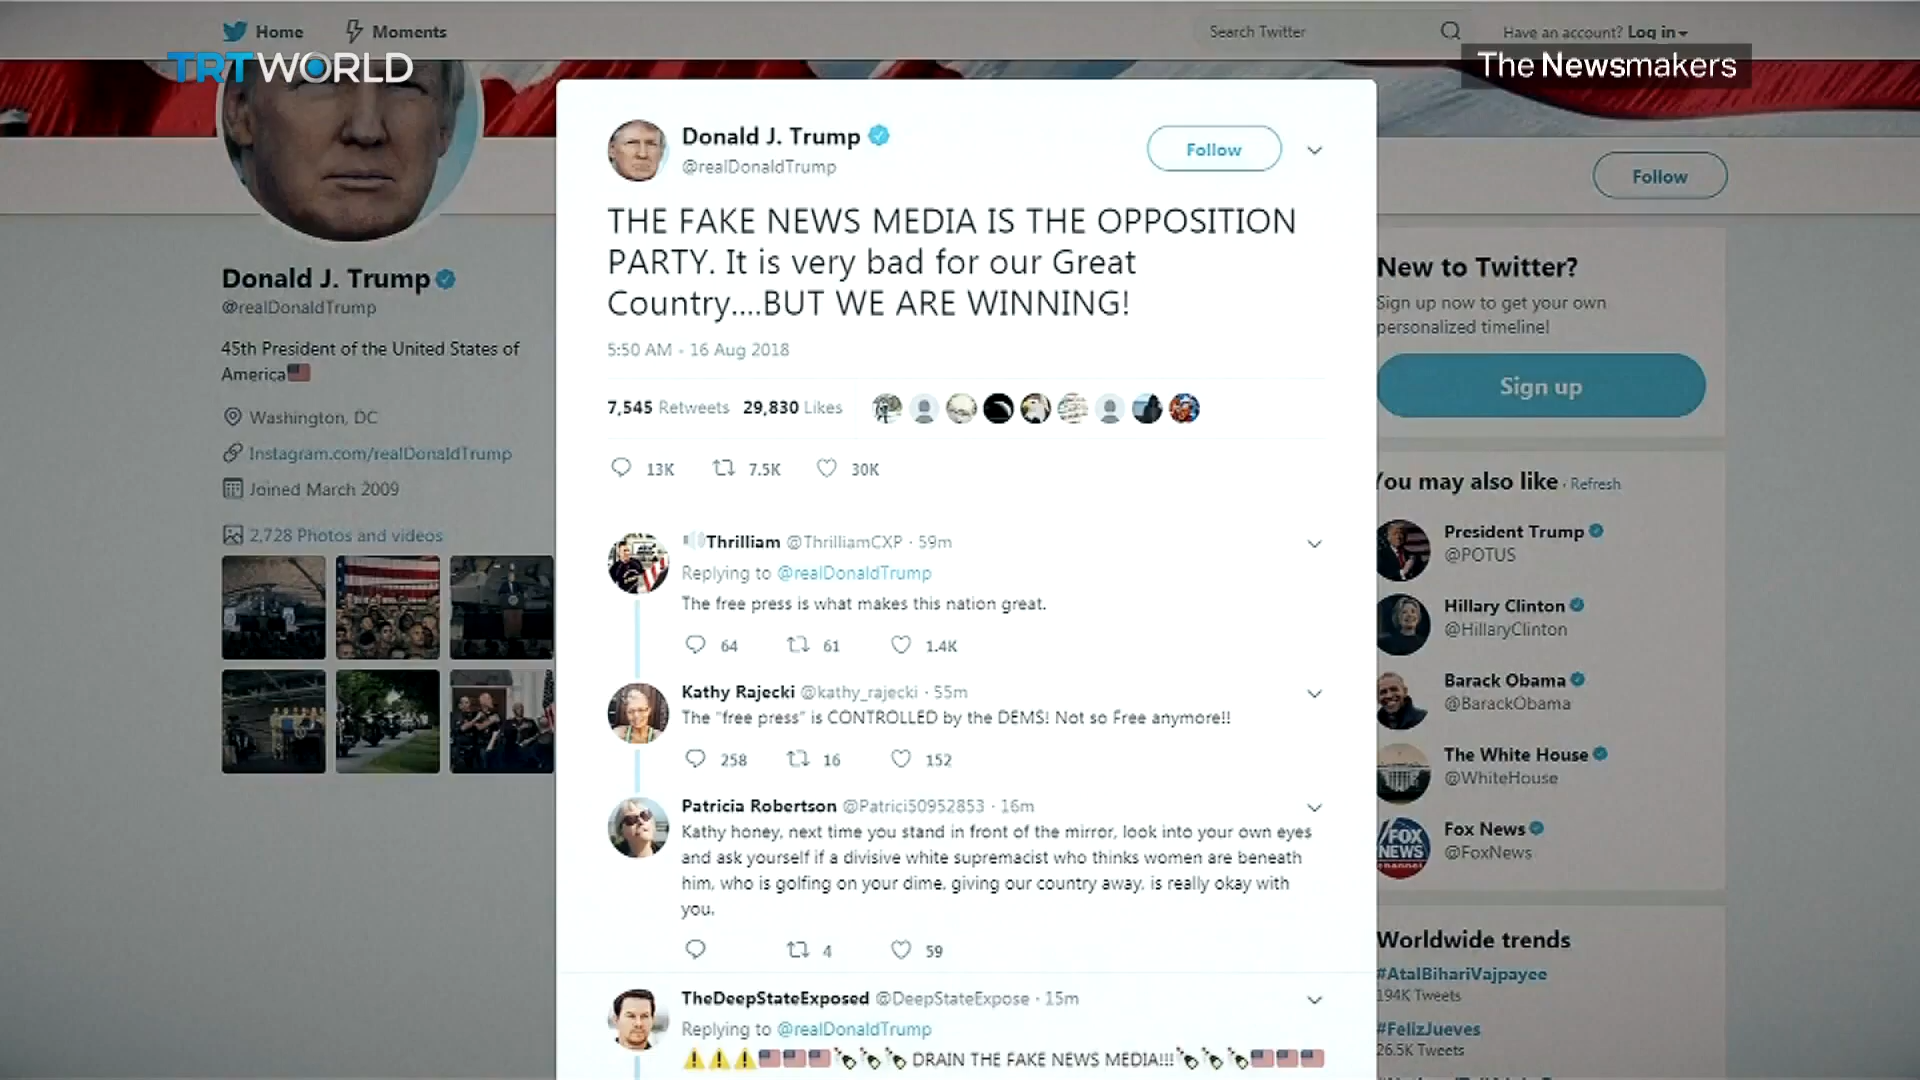 Home
Moments
Search Twitter
Have an account? Log in
TRT WORLD
The Newsmakers
Donald J. Trump
@realDonaldTrump
45th President of the United States of
America
Washington, DC
Instagram.com/realDonaldTrump
Joined March 2009
2,728 Photos and videos
Donald J. Trump
@realDonaldTrump
Follow
THE FAKE NEWS MEDIA IS THE OPPOSITION
PARTY. It is very bad for our Great
Country....BUT WE ARE WINNING!
5:50 AM - 16 Aug 2018
7,545 Retweets 29,830 Likes
13K 7.5K 30K
Thrilliam @ThrilliamCXP · 59m
Replying to @realDonaldTrump
The free press is what makes this nation great.
64 61 1.4K
Kathy Rajecki @kathy_rajecki · 55m
The "free press" is CONTROLLED by the DEMS! Not so Free anymore!!
258 16 152
Patricia Robertson @Patrici50952853 · 16m
Kathy honey, next time you stand in front of the mirror, look into your own eyes
and ask yourself if a divisive white supremacist who thinks women are beneath
him, who is golfing on your dime, giving our country away, is really okay with
you.
4 59
TheDeepStateExposed @DeepStateExpose · 15m
Replying to @realDonaldTrump
⚠️⚠️⚠️🇺🇸🇺🇸🇺🇸🍾🍾🍾 DRAIN THE FAKE NEWS MEDIA!!! 🍾🍾🍾🇺🇸🇺🇸🇺🇸
Follow
New to Twitter?
Sign up now to get your own
personalized timeline!
Sign up
You may also like · Refresh
President Trump
@POTUS
Hillary Clinton
@HillaryClinton
Barack Obama
@BarackObama
The White House
@WhiteHouse
FOX
NEWS
channel
Fox News
@FoxNews
Worldwide trends
#AtalBihariVajpayee
194K Tweets
#FelizJueves
26.5K Tweets